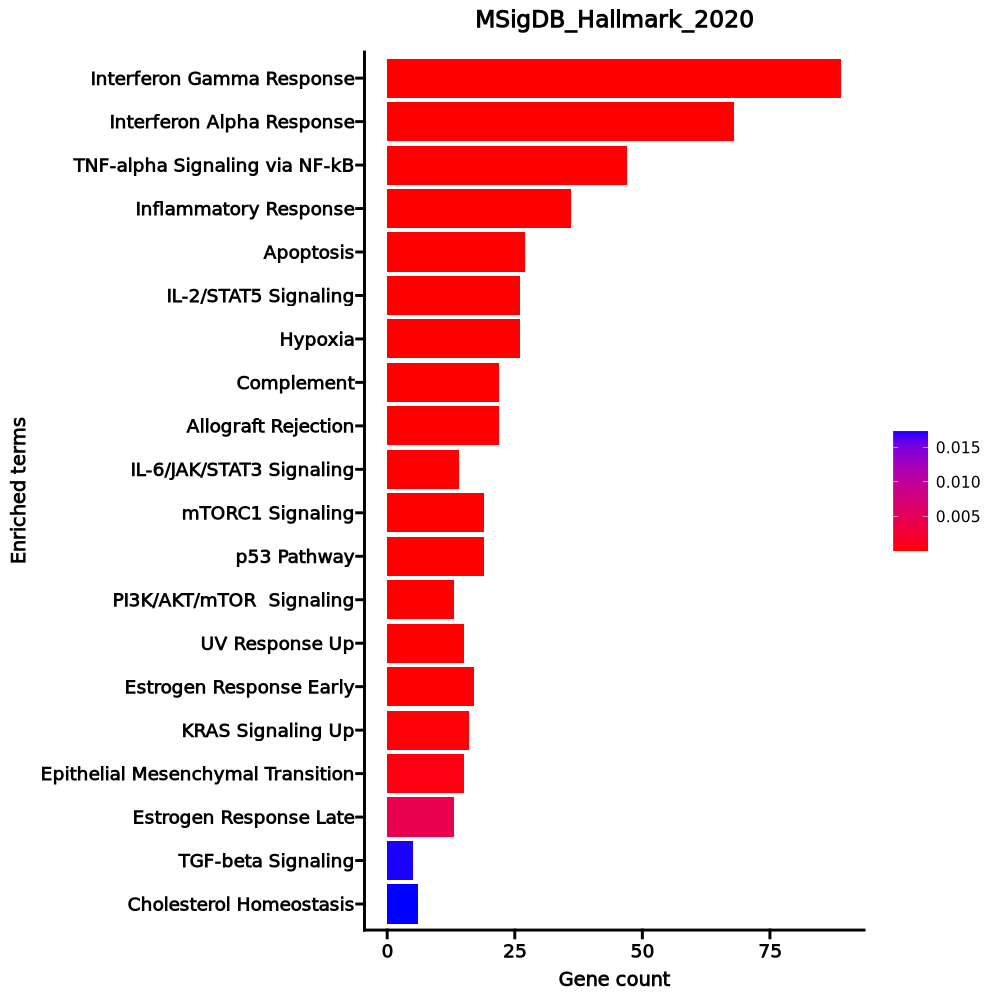 MSigDB_Hallmark_2020
Interferon Gamma Response
Interferon Alpha Response
TNF-alpha Signaling via NF-kB
Inflammatory Response
Apoptosis
IL-2/STAT5 Signaling
Hypoxia
Complement
Allograft Rejection
IL-6/JAK/STAT3 Signaling
mTORC1 Signaling
p53 Pathway
PI3K/AKT/mTOR  Signaling
UV Response Up
Estrogen Response Early
KRAS Signaling Up
Epithelial Mesenchymal Transition
Estrogen Response Late
TGF-beta Signaling
Cholesterol Homeostasis
Enriched terms
0 25 50 75
Gene count
0.015
0.010
0.005